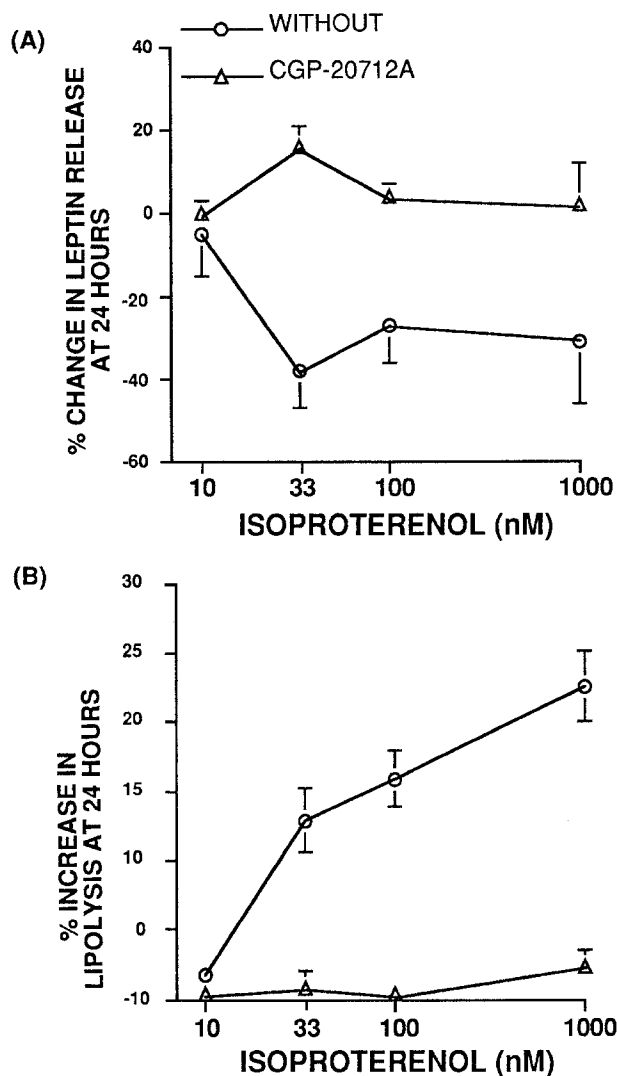 (A)
WITHOUT
CGP-20712A
% CHANGE IN LEPTIN RELEASE
AT 24 HOURS
40
20
0
-20
-40
-60
10
33
100
1000
ISOPROTERENOL (nM)
(B)
% INCREASE IN
LIPOLYSIS AT 24 HOURS
30
25
20
15
10
0
-10
10
33
100
1000
ISOPROTERENOL (nM)